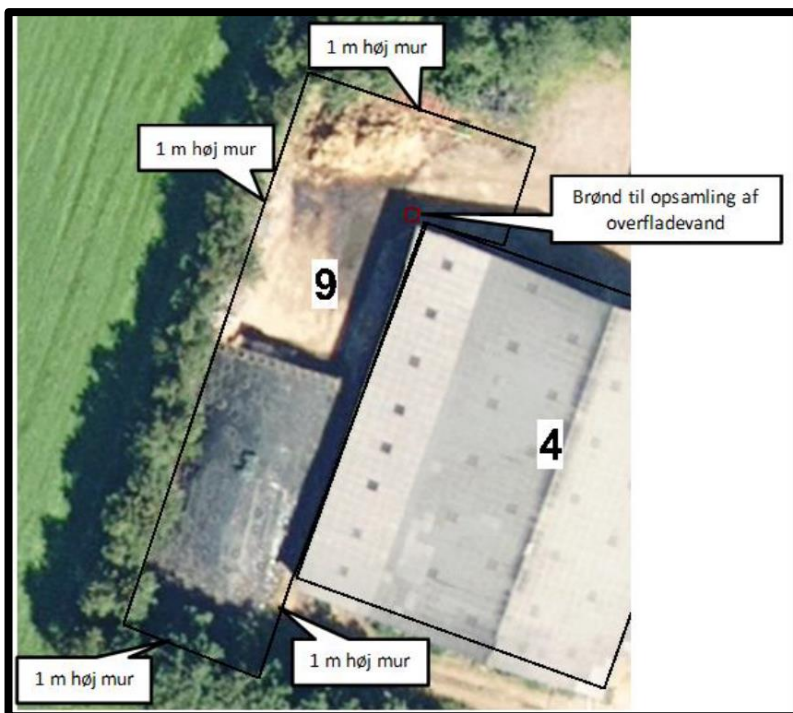 1 m høj mur
1 m høj mur
Brønd til opsamling af
overfladevand
9
4
1 m høj mur
1 m høj mur